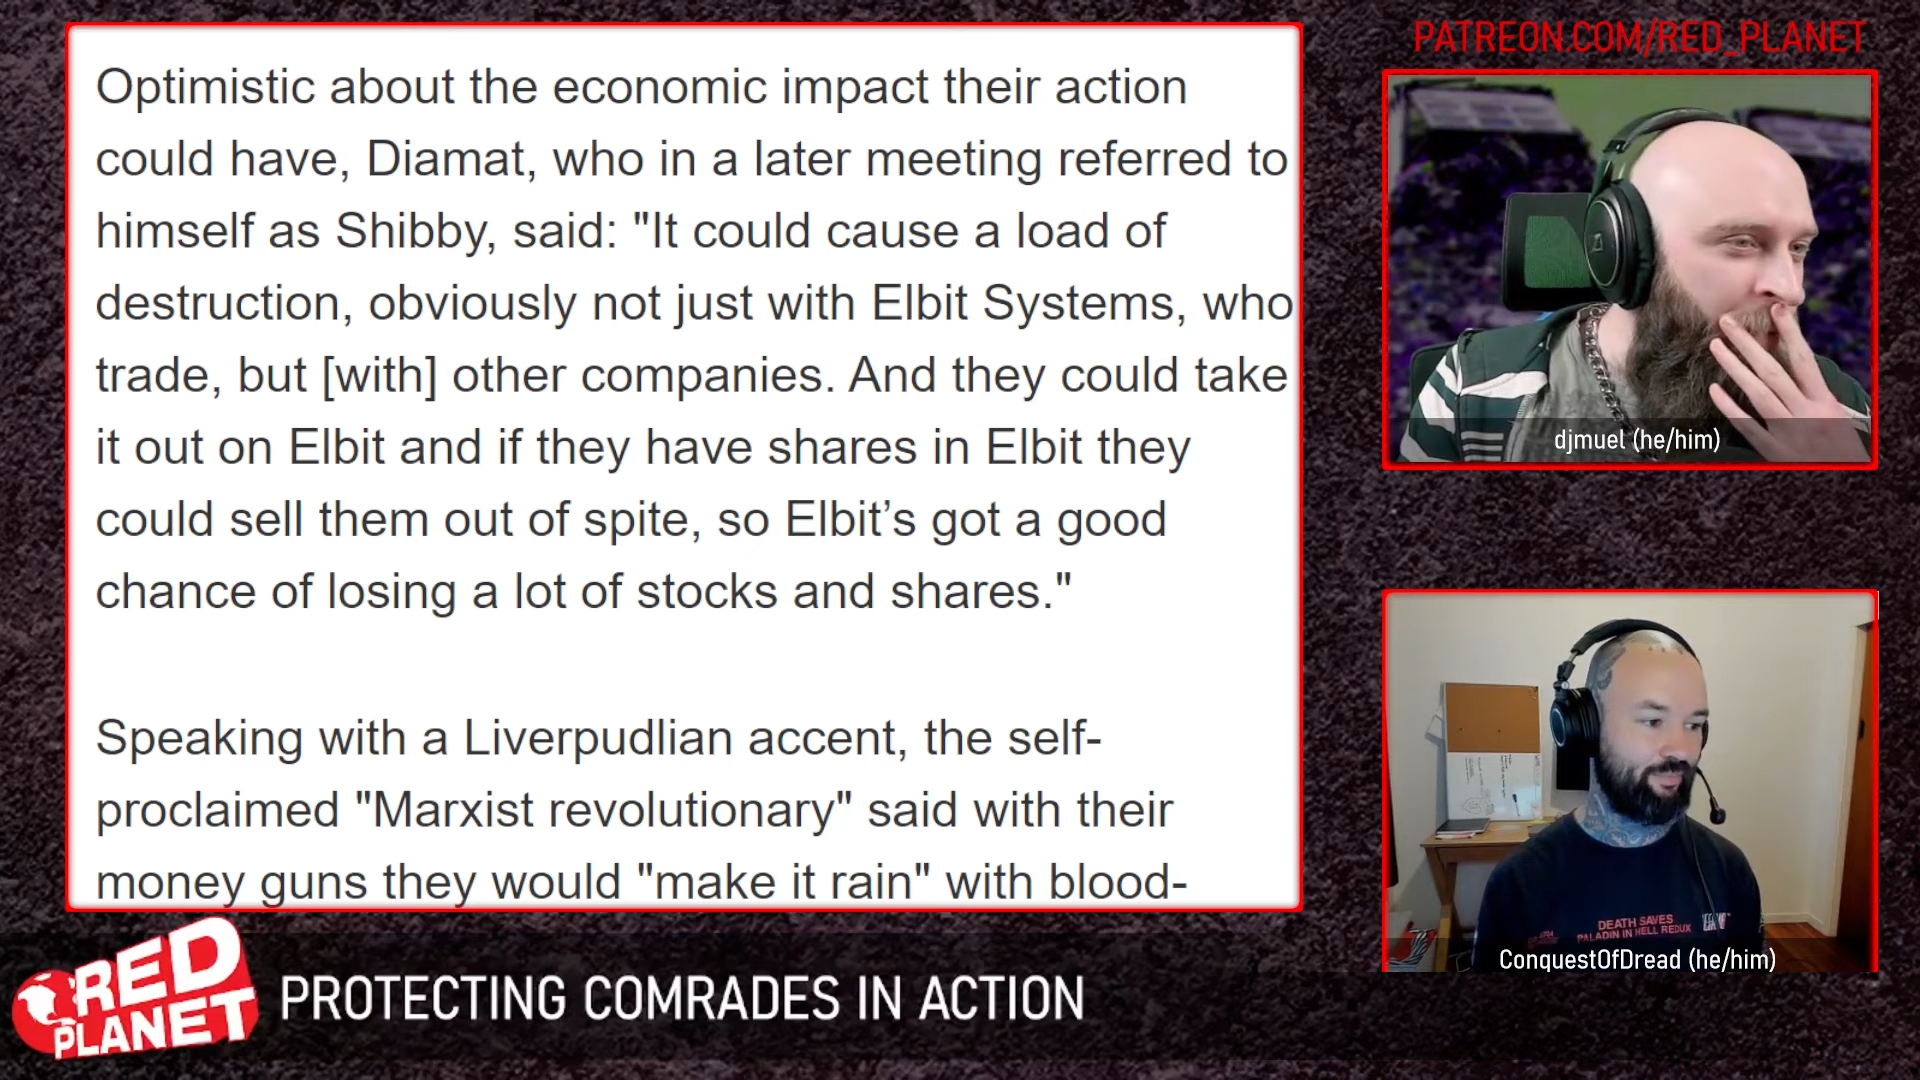 Optimistic about the economic impact their action
could have, Diamat, who in a later meeting referred to
himself as Shibby, said: "It could cause a load of
destruction, obviously not just with Elbit Systems, who
trade, but [with] other companies. And they could take
it out on Elbit and if they have shares in Elbit they
could sell them out of spite, so Elbit’s got a good
chance of losing a lot of stocks and shares."
Speaking with a Liverpudlian accent, the self-
proclaimed "Marxist revolutionary" said with their
money guns they would "make it rain" with blood-
PATREON.COM/RED_PLANET
djmuel (he/him)
DEATH SAVES
PALADIN IN HELL REDUX
ConquestOfDread (he/him)
RED
PLANET
PROTECTING COMRADES IN ACTION